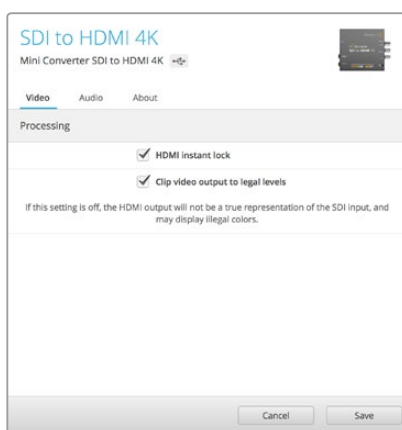 SDI to HDMI 4K
Mini Converter SDI to HDMI 4K
Video Audio About
Processing
HDMI instant lock
Clip video output to legal levels
If this setting is off, the HDMI output will not be a true representation of the SDI input, and
may display illegal colors.
Cancel Save